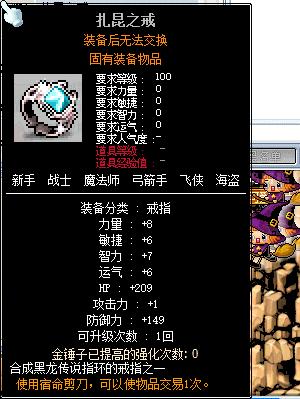 扎昆之戒
装备后无法交换
固有装备物品
要求等级： 100
要求力量： 0
要求敏捷： 0
要求智力： 0
要求运气： 0
要求人气度： -
道具等级： -
道具经验值： -
新手 战士 魔法师 弓箭手 飞侠 海盗
装备分类 : 戒指
力量 : +8
敏捷 : +6
智力 : +7
运气 : +6
HP : +209
攻击力 : +1
防御力 : +149
可升级次数 : 1回
金锤子已提高的强化次数: 0
合成黑龙传说指环的戒指之一
使用宿命剪刀，可以使物品交易1次。